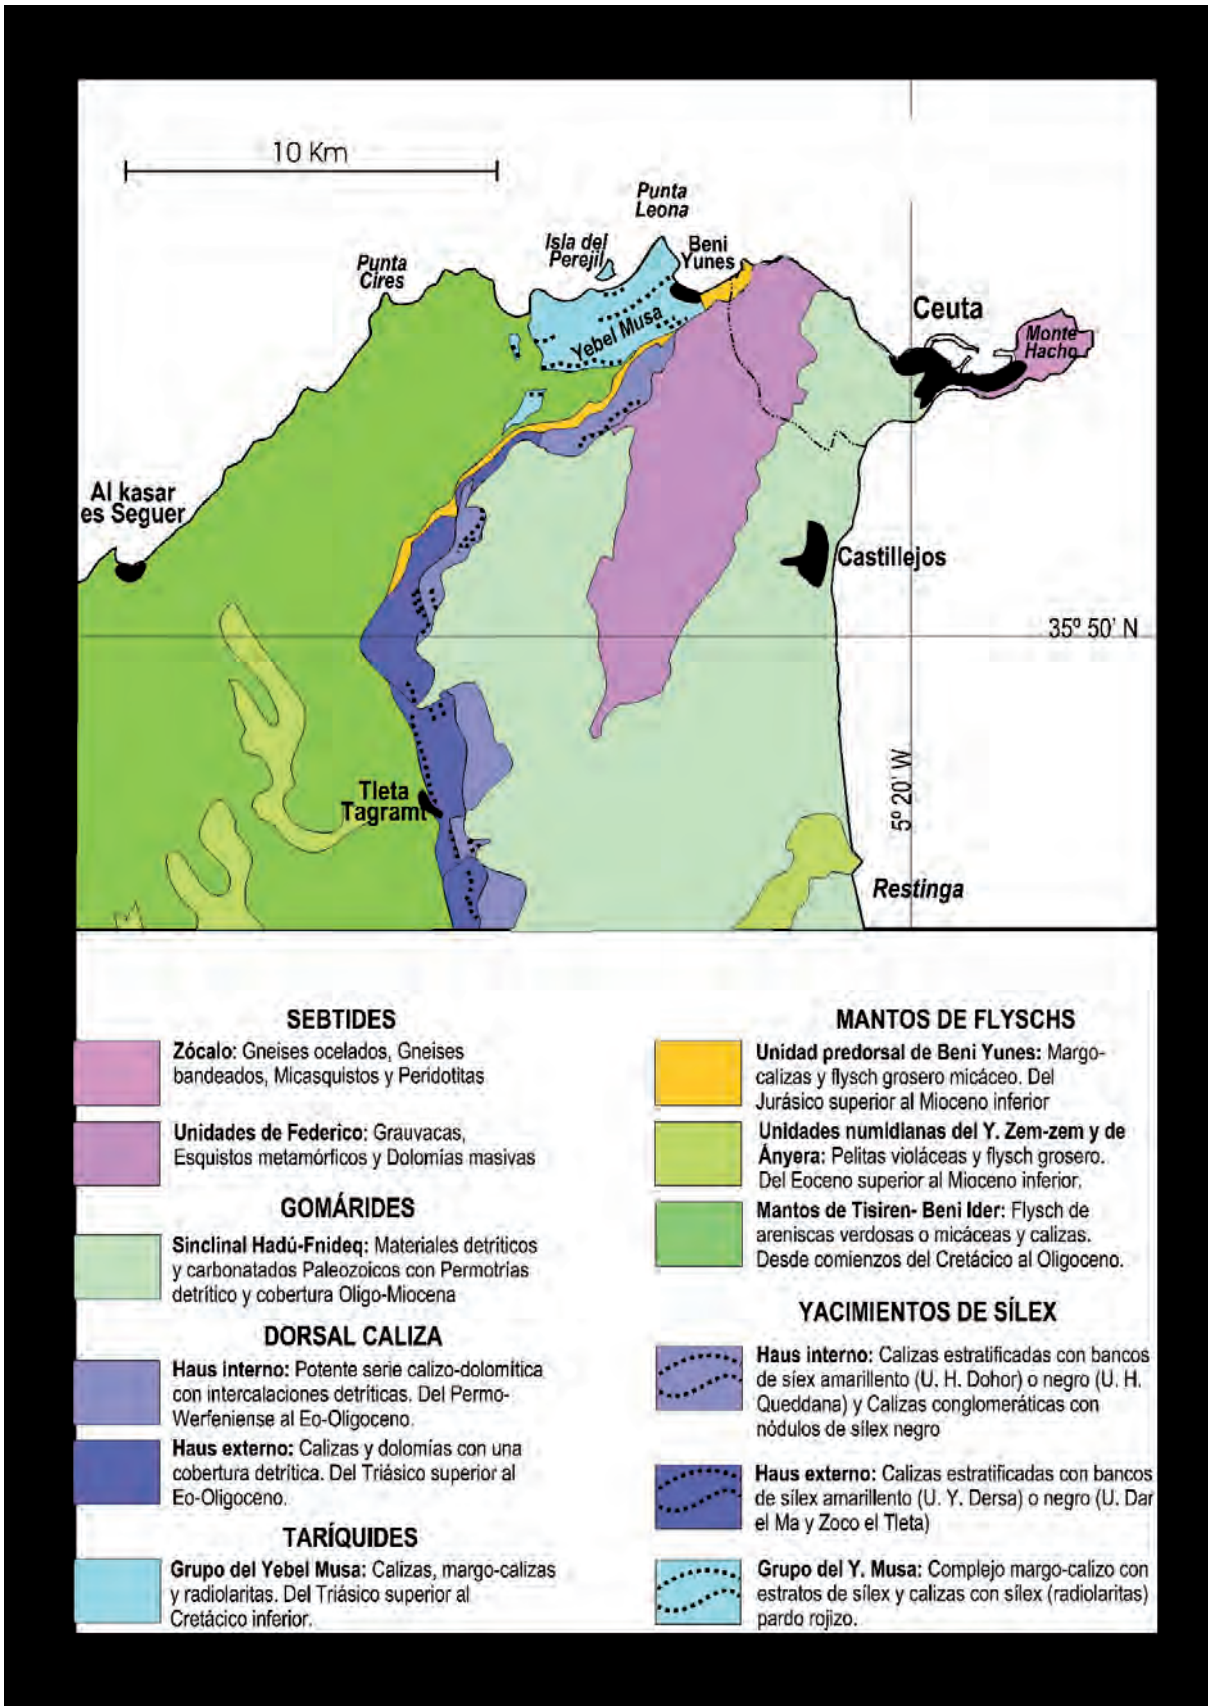 10 Km
Punta
Leona
Isla del
Perejil
Beni
Yunes
Punta
Cires
Ceuta
Monte
Hacho
Yebel Musa
Al kasar
es Seguer
Castillejos
35º 50' N
5º 20' W
Tleta
Tagramt
Restinga
SEBTIDES
Zócalo: Gneises ocelados, Gneises
bandeados, Micasquistos y Peridotitas
Unidades de Federico: Grauvacas,
Esquistos metamórficos y Dolomías masivas
GOMÁRIDES
Sinclinal Hadú-Fnideq: Materiales detríticos
y carbonatados Paleozoicos con Permotrias
detrítico y cobertura Oligo-Miocena
DORSAL CALIZA
Haus interno: Potente serie calizo-dolomítica
con intercalaciones detríticas. Del Permo-
Werfeniense al Eo-Oligoceno.
Haus externo: Calizas y dolomías con una
cobertura detrítica. Del Triásico superior al
Eo-Oligoceno.
TARÍQUIDES
Grupo del Yebel Musa: Calizas, margo-calizas
y radiolaritas. Del Triásico superior al
Cretácico inferior.
MANTOS DE FLYSCHS
Unidad predorsal de Beni Yunes: Margo-
calizas y flysch grosero micáceo. Del
Jurásico superior al Mioceno inferior
Unidades numidianas del Y. Zem-zem y de
Ányera: Pelitas violáceas y flysch grosero.
Del Eoceno superior al Mioceno inferior.
Mantos de Tisiren- Beni Ider: Flysch de
areniscas verdosas o micáceas y calizas.
Desde comienzos del Cretácico al Oligoceno.
YACIMIENTOS DE SÍLEX
Haus interno: Calizas estratificadas con bancos
de síex amarillento (U. H. Dohor) o negro (U. H.
Queddana) y Calizas conglomeráticas con
nódulos de sílex negro
Haus externo: Calizas estratificadas con bancos
de sílex amarillento (U. Y. Dersa) o negro (U. Dar
el Ma y Zoco el Tleta)
Grupo del Y. Musa: Complejo margo-calizo con
estratos de sílex y calizas con sílex (radiolaritas)
pardo rojizo.